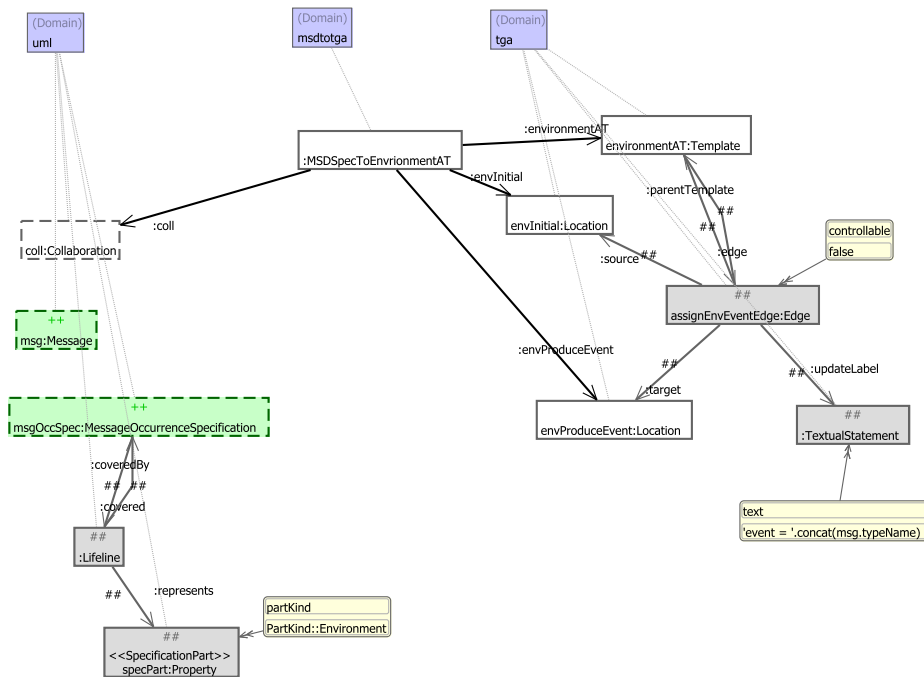 (Domain)
uml
(Domain)
msdtotga
(Domain)
tga
:environmentAT
:MSDSpecToEnvrionmentAT
environmentAT:Template
:envInitial
:parentTemplate
##
:coll
envInitial:Location
##
:edge
controllable
false
coll:Collaboration
:source
##
##
assignEnvEventEdge:Edge
++
msg:Message
:envProduceEvent
##
##
:updateLabel
:target
++
msgOccSpec:MessageOccurrenceSpecification
envProduceEvent:Location
##
:TextualStatement
:coveredBy
##
##
:covered
text
'event = '.concat(msg.typeName)
##
:Lifeline
##
:represents
partKind
PartKind::Environment
##
<<SpecificationPart>>
specPart:Property